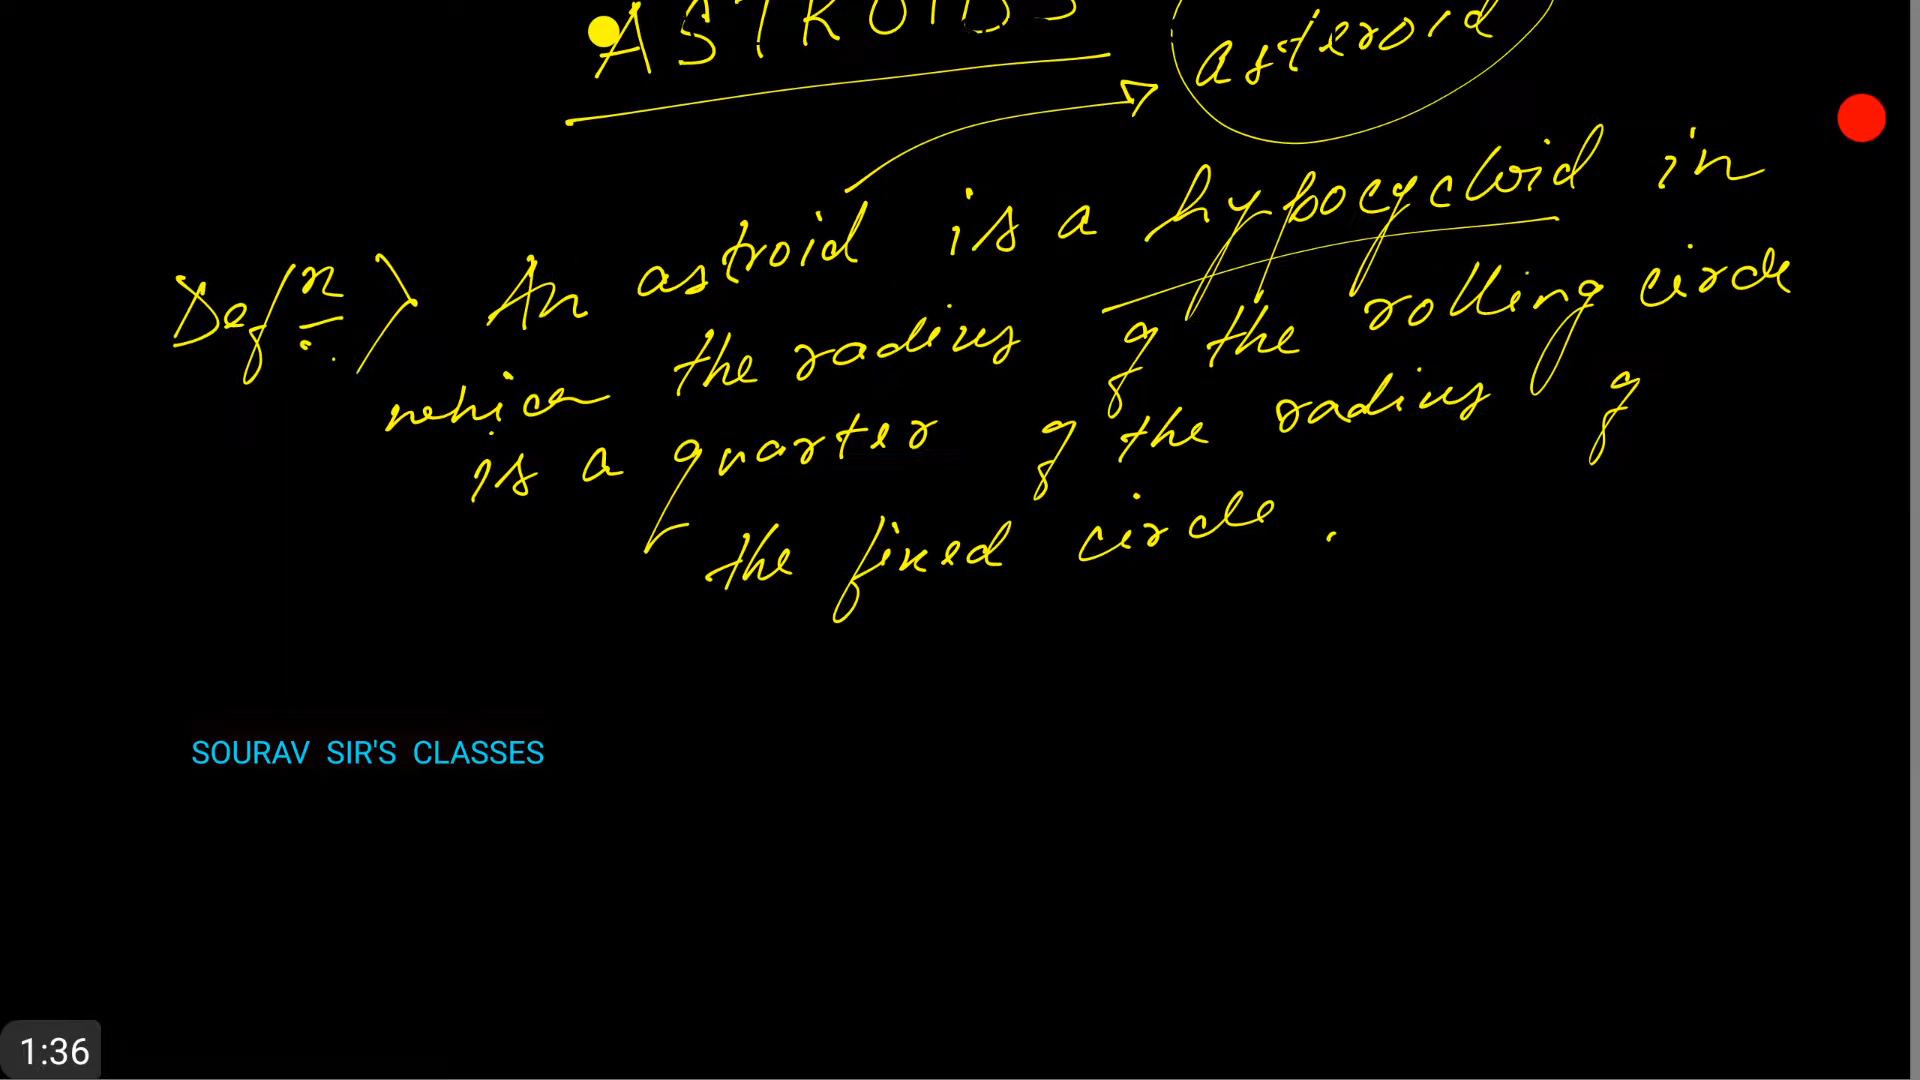 ASTROIDS
asteroid
Defn> An astroid is a hypocycloid in
which the radius of the rolling circle
is a quarter of the radius of
the fixed circle.
SOURAV SIR'S CLASSES
1:36